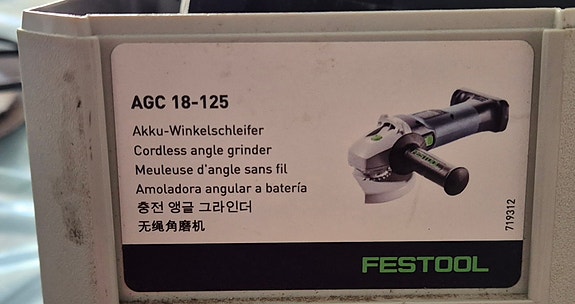 AGC 18-125
Akku-Winkelschleifer
Cordless angle grinder
Meuleuse d'angle sans fil
Amoladora angular a batería
충전 앵글 그라인더
无绳角磨机
719312
FESTOOL
FESTOOL